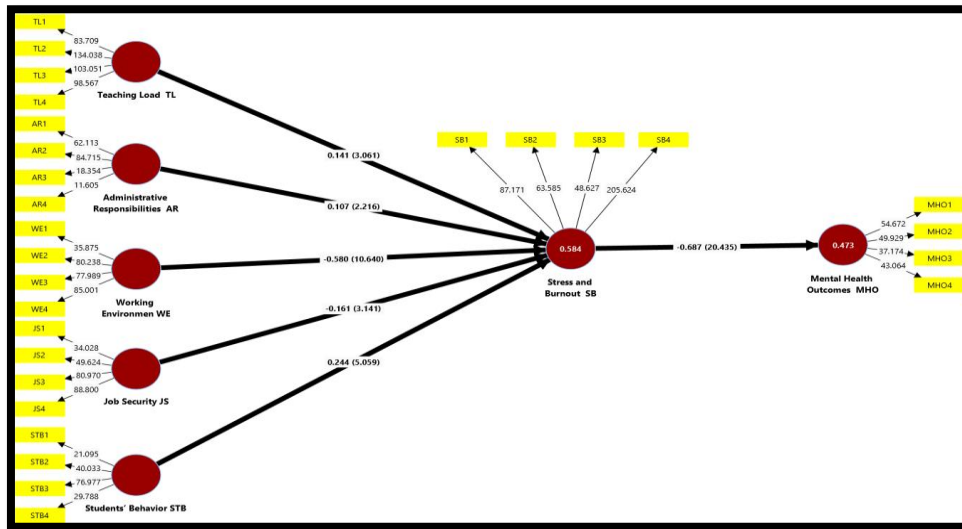 TL1
83.709
TL2
134.038
TL3
103.051
98.567
TL4
Teaching Load TL
AR1
62.113
AR2
84.715
AR3
18.354
11.605
AR4
Administrative
Responsibilities AR
WE1
35.875
WE2
80.238
WE3
77.989
85.001
WE4
Working
Environmen WE
JS1
34.028
JS2
49.624
JS3
80.970
88.800
JS4
Job Security JS
STB1
21.095
STB2
40.033
STB3
76.977
29.788
STB4
Students' Behavior STB
0.141 (3.061)
0.107 (2.216)
-0.580 (10.640)
-0.161 (3.141)
0.244 (5.059)
SB1
SB2
SB3
SB4
87.171
63.585
48.627
205.624
0.584
Stress and
Burnout SB
-0.687 (20.435)
0.473
Mental Health
Outcomes MHO
MHO1
54.672
MHO2
49.929
MHO3
37.174
43.064
MHO4